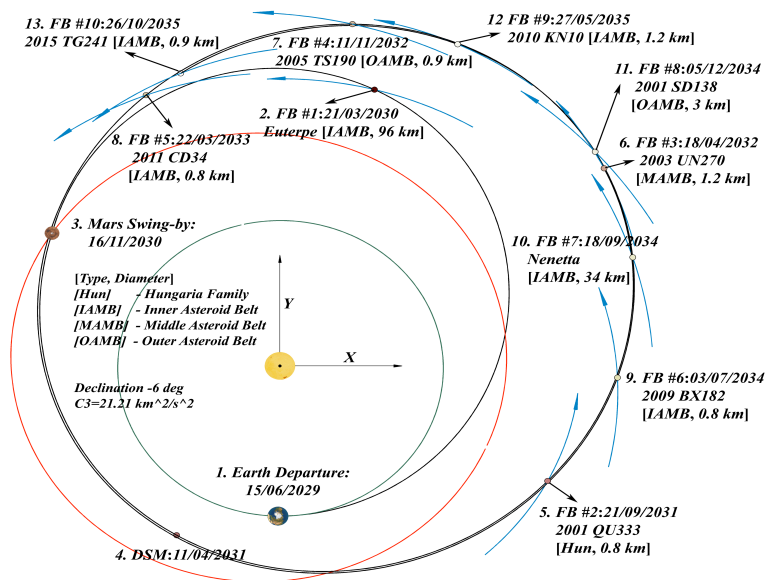 13. FB #10:26/10/2035
2015 TG241 [IAMB, 0.9 km]
7. FB #4:11/11/2032
2005 TS190 [OAMB, 0.9 km]
12 FB #9:27/05/2035
2010 KN10 [IAMB, 1.2 km]
11. FB #8:05/12/2034
2001 SD138
[OAMB, 3 km]
2. FB #1:21/03/2030
Euterpe [IAMB, 96 km]
8. FB #5:22/03/2033
2011 CD34
[IAMB, 0.8 km]
6. FB #3:18/04/2032
2003 UN270
[MAMB, 1.2 km]
3. Mars Swing-by:
16/11/2030
10. FB #7:18/09/2034
Nenetta
[IAMB, 34 km]
[Type, Diameter]
[Hun] - Hungaria Family
[IAMB] - Inner Asteroid Belt
[MAMB] - Middle Asteroid Belt
[OAMB] - Outer Asteroid Belt
Y
X
Declination -6 deg
C3=21.21 km^2/s^2
9. FB #6:03/07/2034
2009 BX182
[IAMB, 0.8 km]
1. Earth Departure:
15/06/2029
5. FB #2:21/09/2031
2001 QU333
[Hun, 0.8 km]
4. DSM:11/04/2031